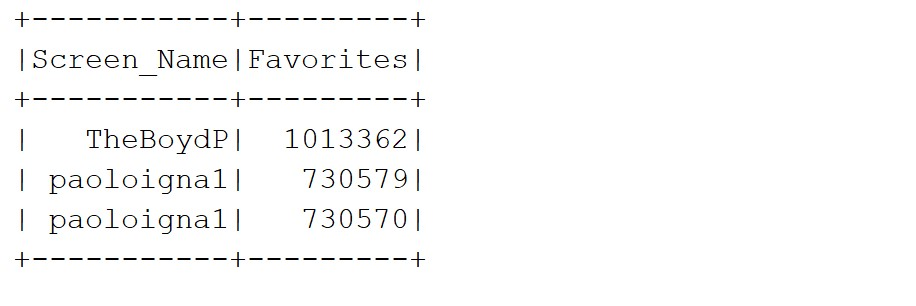 +-----------+---------+
|Screen_Name|Favorites|
+-----------+---------+
|   TheBoydP|  1013362|
| paoloigna1|   730579|
| paoloigna1|   730570|
+-----------+---------+